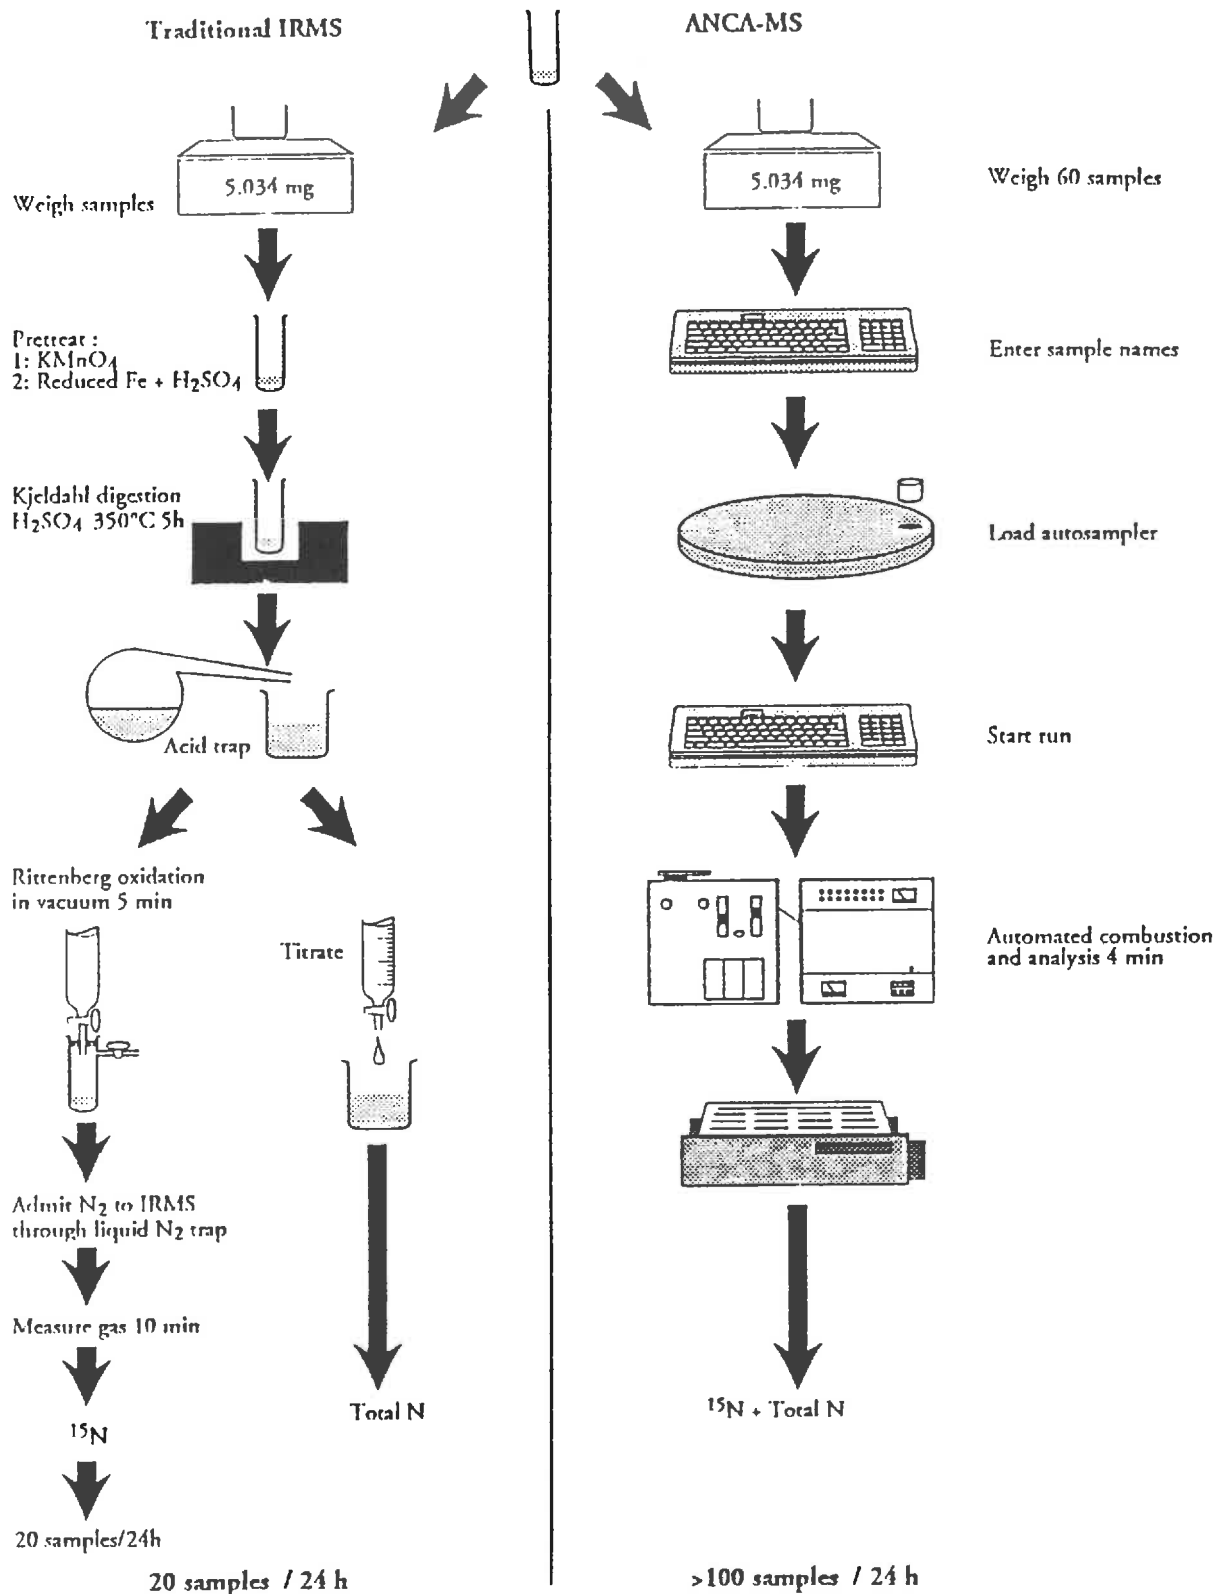 Traditional IRMS
5.034 mg
Weigh samples
Pretreat :
1: KMnO₄
2: Reduced Fe + H₂SO₄
Kjeldahl digestion
H₂SO₄ 350°C 5h
Acid trap
Rittenberg oxidation
in vacuum 5 min
Titrate
Admit N₂ to IRMS
through liquid N₂ trap
Measure gas 10 min
Total N
¹⁵N
20 samples/24h
20 samples / 24 h
ANCA-MS
5.034 mg
Weigh 60 samples
Enter sample names
Load autosampler
Start run
Automated combustion
and analysis 4 min
¹⁵N + Total N
>100 samples / 24 h